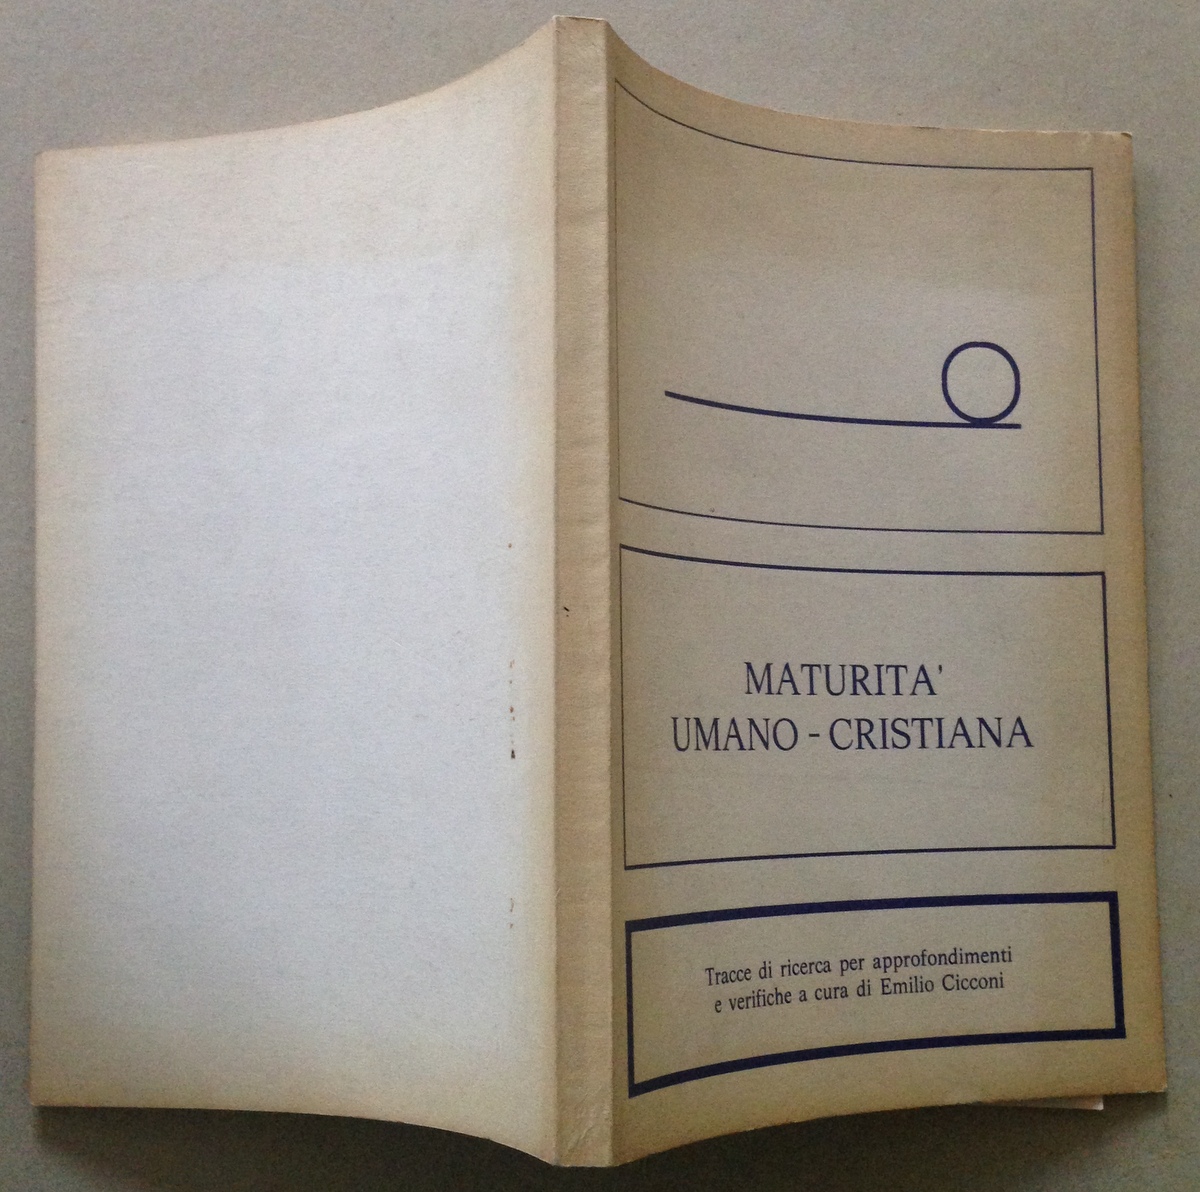 MATURITA'
UMANO - CRISTIANA
Tracce di ricerca per approfondimenti
e verifiche a cura di Emilio Cicconi